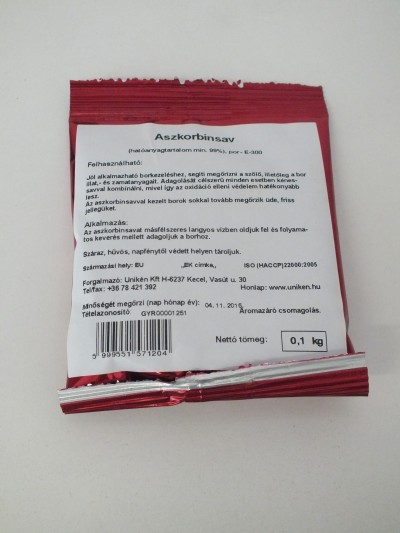 Aszkorbinsav
(hatóanyagtartalom min. 99%), por - E-300
Felhasználható:
Jól alkalmazható borkezeléshez, segíti megőrizni a szőlő, illetőleg a bor
illat,- és zamatanyagait. Adagolását célszerű minden esetben kénes-
savval kombinálni, mivel így az oxidáció elleni védelem hatékonyabb
lesz.
Az aszkorbinsavval kezelt borok sokkal tovább megőrzik üde, friss
jellegüket.
Alkalmazás:
Az aszkorbinsavat másfélszeres langyos vízben oldjuk fel és folyama-
tos keverés mellett adagoljuk a borhoz.
Száraz, hűvös, napfénytől védett helyen tároljuk.
Származási hely: EU „EK címke„ ISO (HACCP)22000:2005
Forgalmazó: Unikén Kft H-6237 Kecel, Vasút u. 30
Tel/fax: +36 78 421 392 Honlap: www.uniken.hu
Minőségét megőrzi (nap hónap év): 04. 11. 2016 Aromazáró csomagolás.
Tételazonosító: GYR00001251
5 999551 571204
Nettó tömeg: 0,1 kg